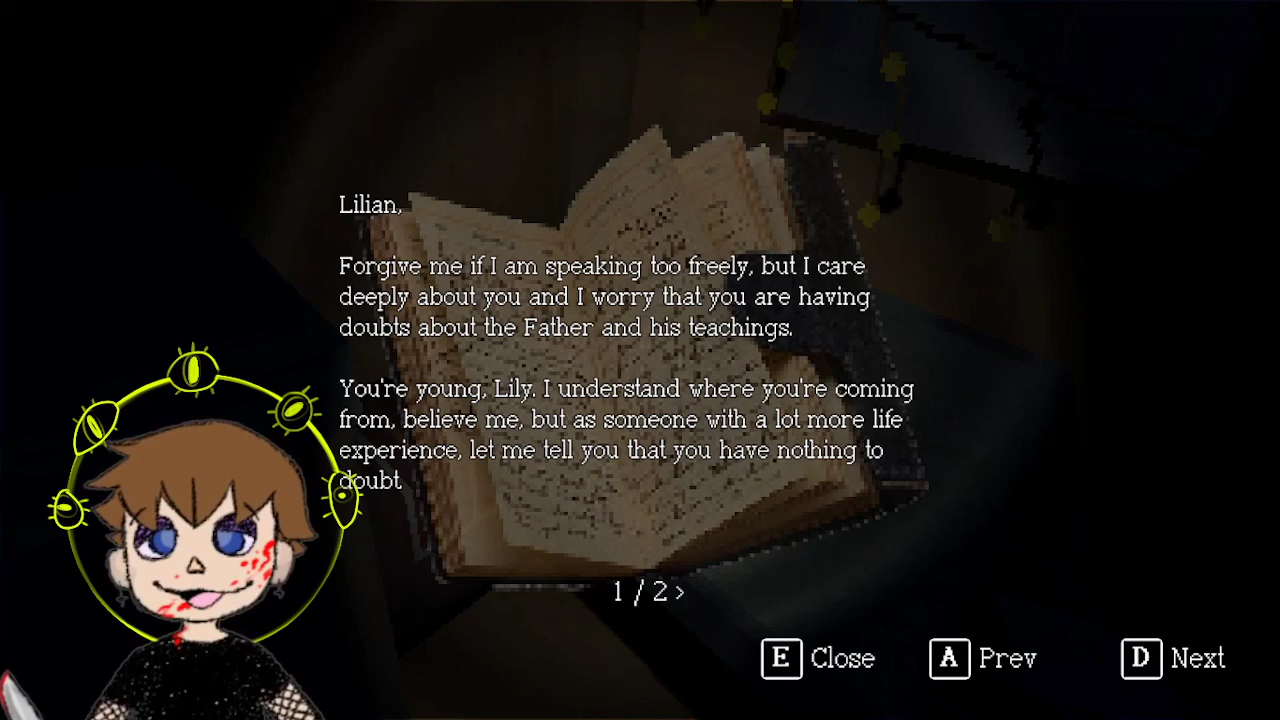 Lilian,
Forgive me if I am speaking too freely, but I care
deeply about you and I worry that you are having
doubts about the Father and his teachings.
You're young, Lily. I understand where you're coming
from, believe me, but as someone with a lot more life
experience, let me tell you that you have nothing to
doubt
1 / 2 >
E Close
A Prev
D Next